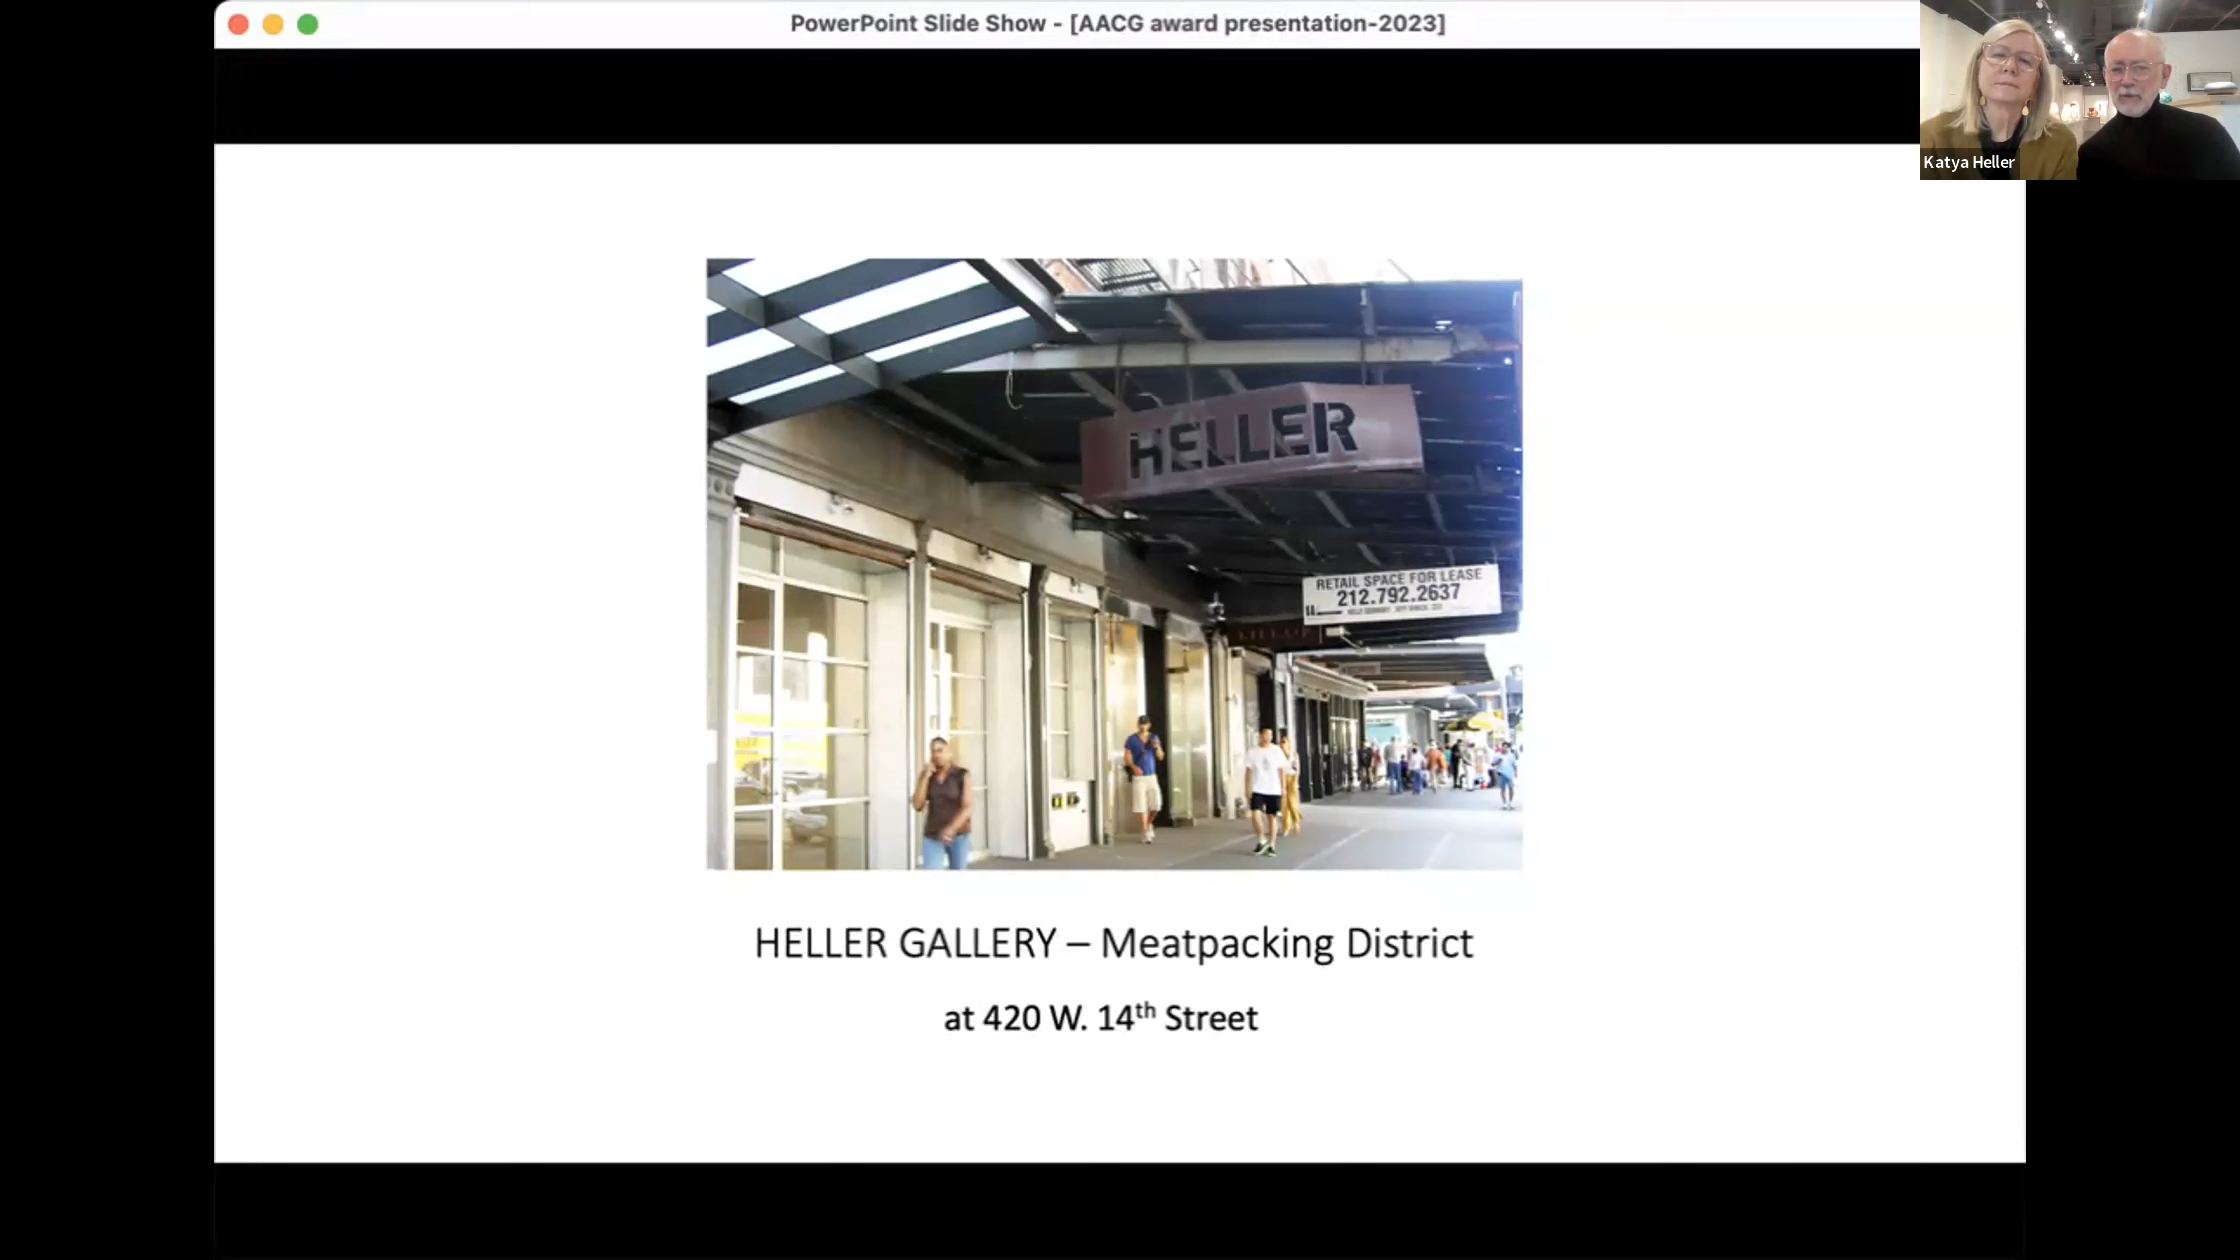 PowerPoint Slide Show - [AACG award presentation-2023]
Katya Heller
HELLER
RETAIL SPACE FOR LEASE
212.792.2637
HELLER GALLERY – Meatpacking District
at 420 W. 14th Street